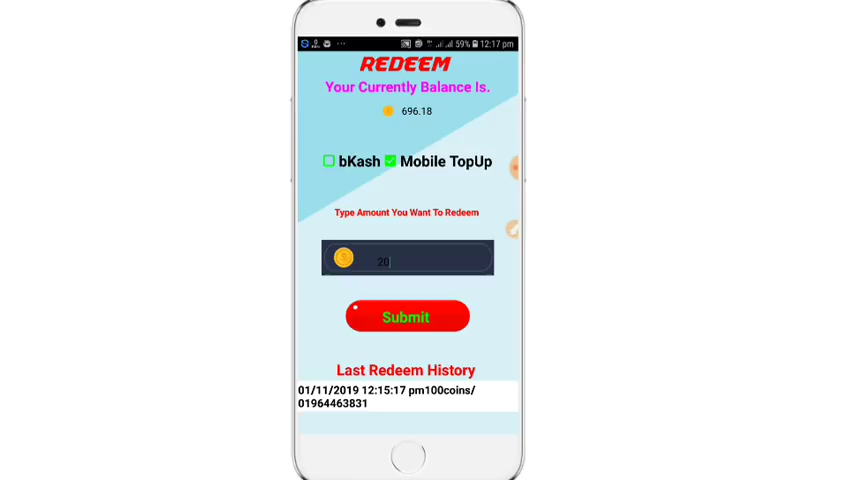 59% 12:17 pm
REDEEM
Your Currently Balance Is.
696.18
bKash Mobile TopUp
Type Amount You Want To Redeem
20
Submit
Last Redeem History
01/11/2019 12:15:17 pm100coins/
01964463831